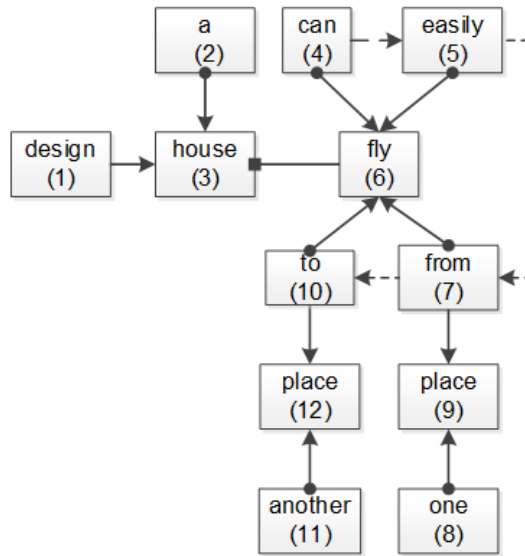 a
(2)
can
(4)
easily
(5)
design
(1)
house
(3)
fly
(6)
to
(10)
from
(7)
place
(12)
place
(9)
another
(11)
one
(8)